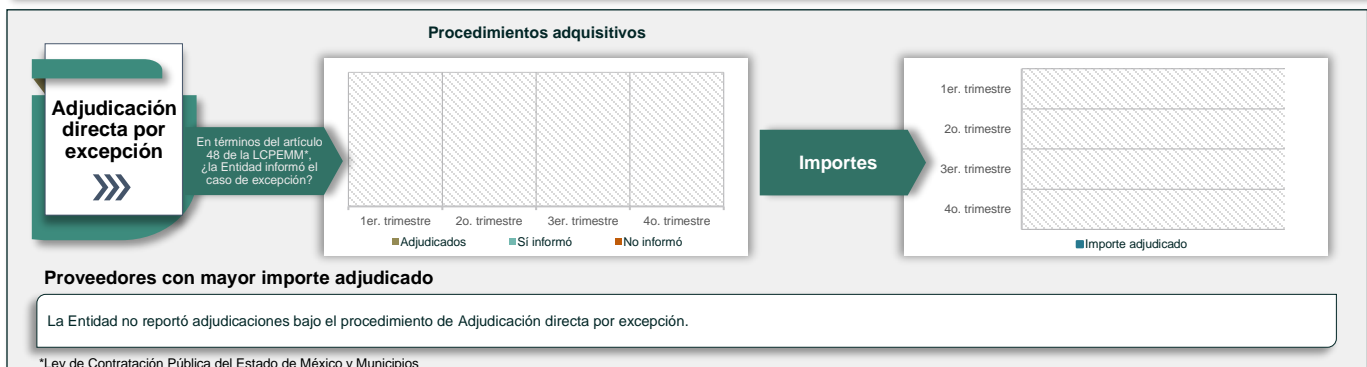 Procedimientos adquisitivos
Adjudicación
directa por
excepción
En términos del artículo
48 de la LCPEMM*,
¿la Entidad informó el
caso de excepción?
1er. trimestre 2o. trimestre 3er. trimestre 4o. trimestre
Adjudicados Sí informó No informó
Importes
1er. trimestre
2o. trimestre
3er. trimestre
4o. trimestre
Importe adjudicado
Proveedores con mayor importe adjudicado
La Entidad no reportó adjudicaciones bajo el procedimiento de Adjudicación directa por excepción.
*Ley de Contratación Pública del Estado de México y Municipios